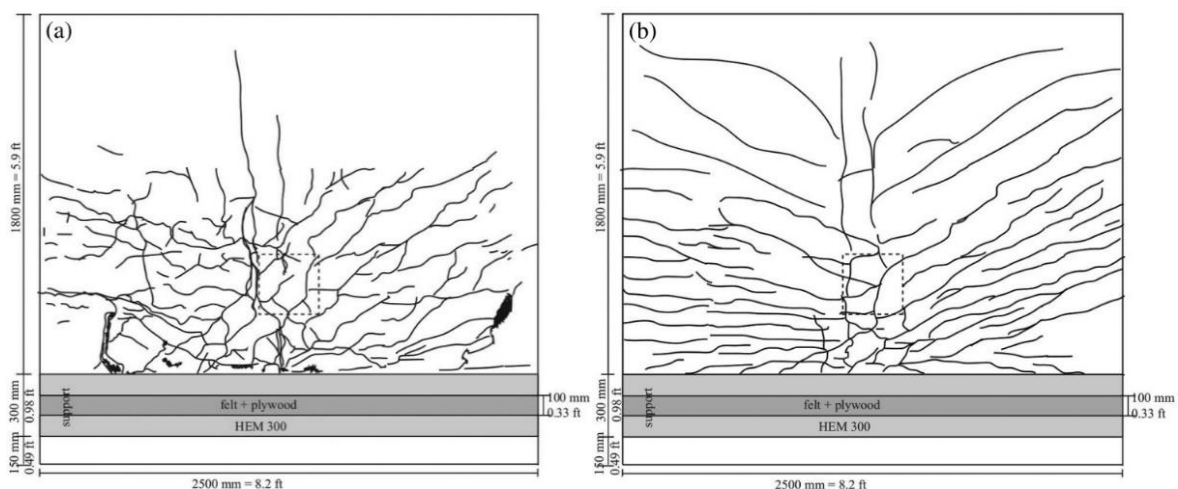 (a)
1800 mm = 5.9 ft
300 mm
0.98 ft
150 mm
0.49 ft
support
felt + plywood
HEM 300
100 mm
0.33 ft
2500 mm = 8.2 ft
(b)
1800 mm = 5.9 ft
300 mm
0.98 ft
150 mm
0.49 ft
support
felt + plywood
HEM 300
100 mm
0.33 ft
2500 mm = 8.2 ft